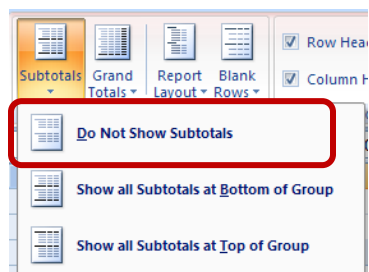 Subtotals Grand Totals Report Layout Blank Rows
Row Hea
Column H
Do Not Show Subtotals
Show all Subtotals at Bottom of Group
Show all Subtotals at Top of Group